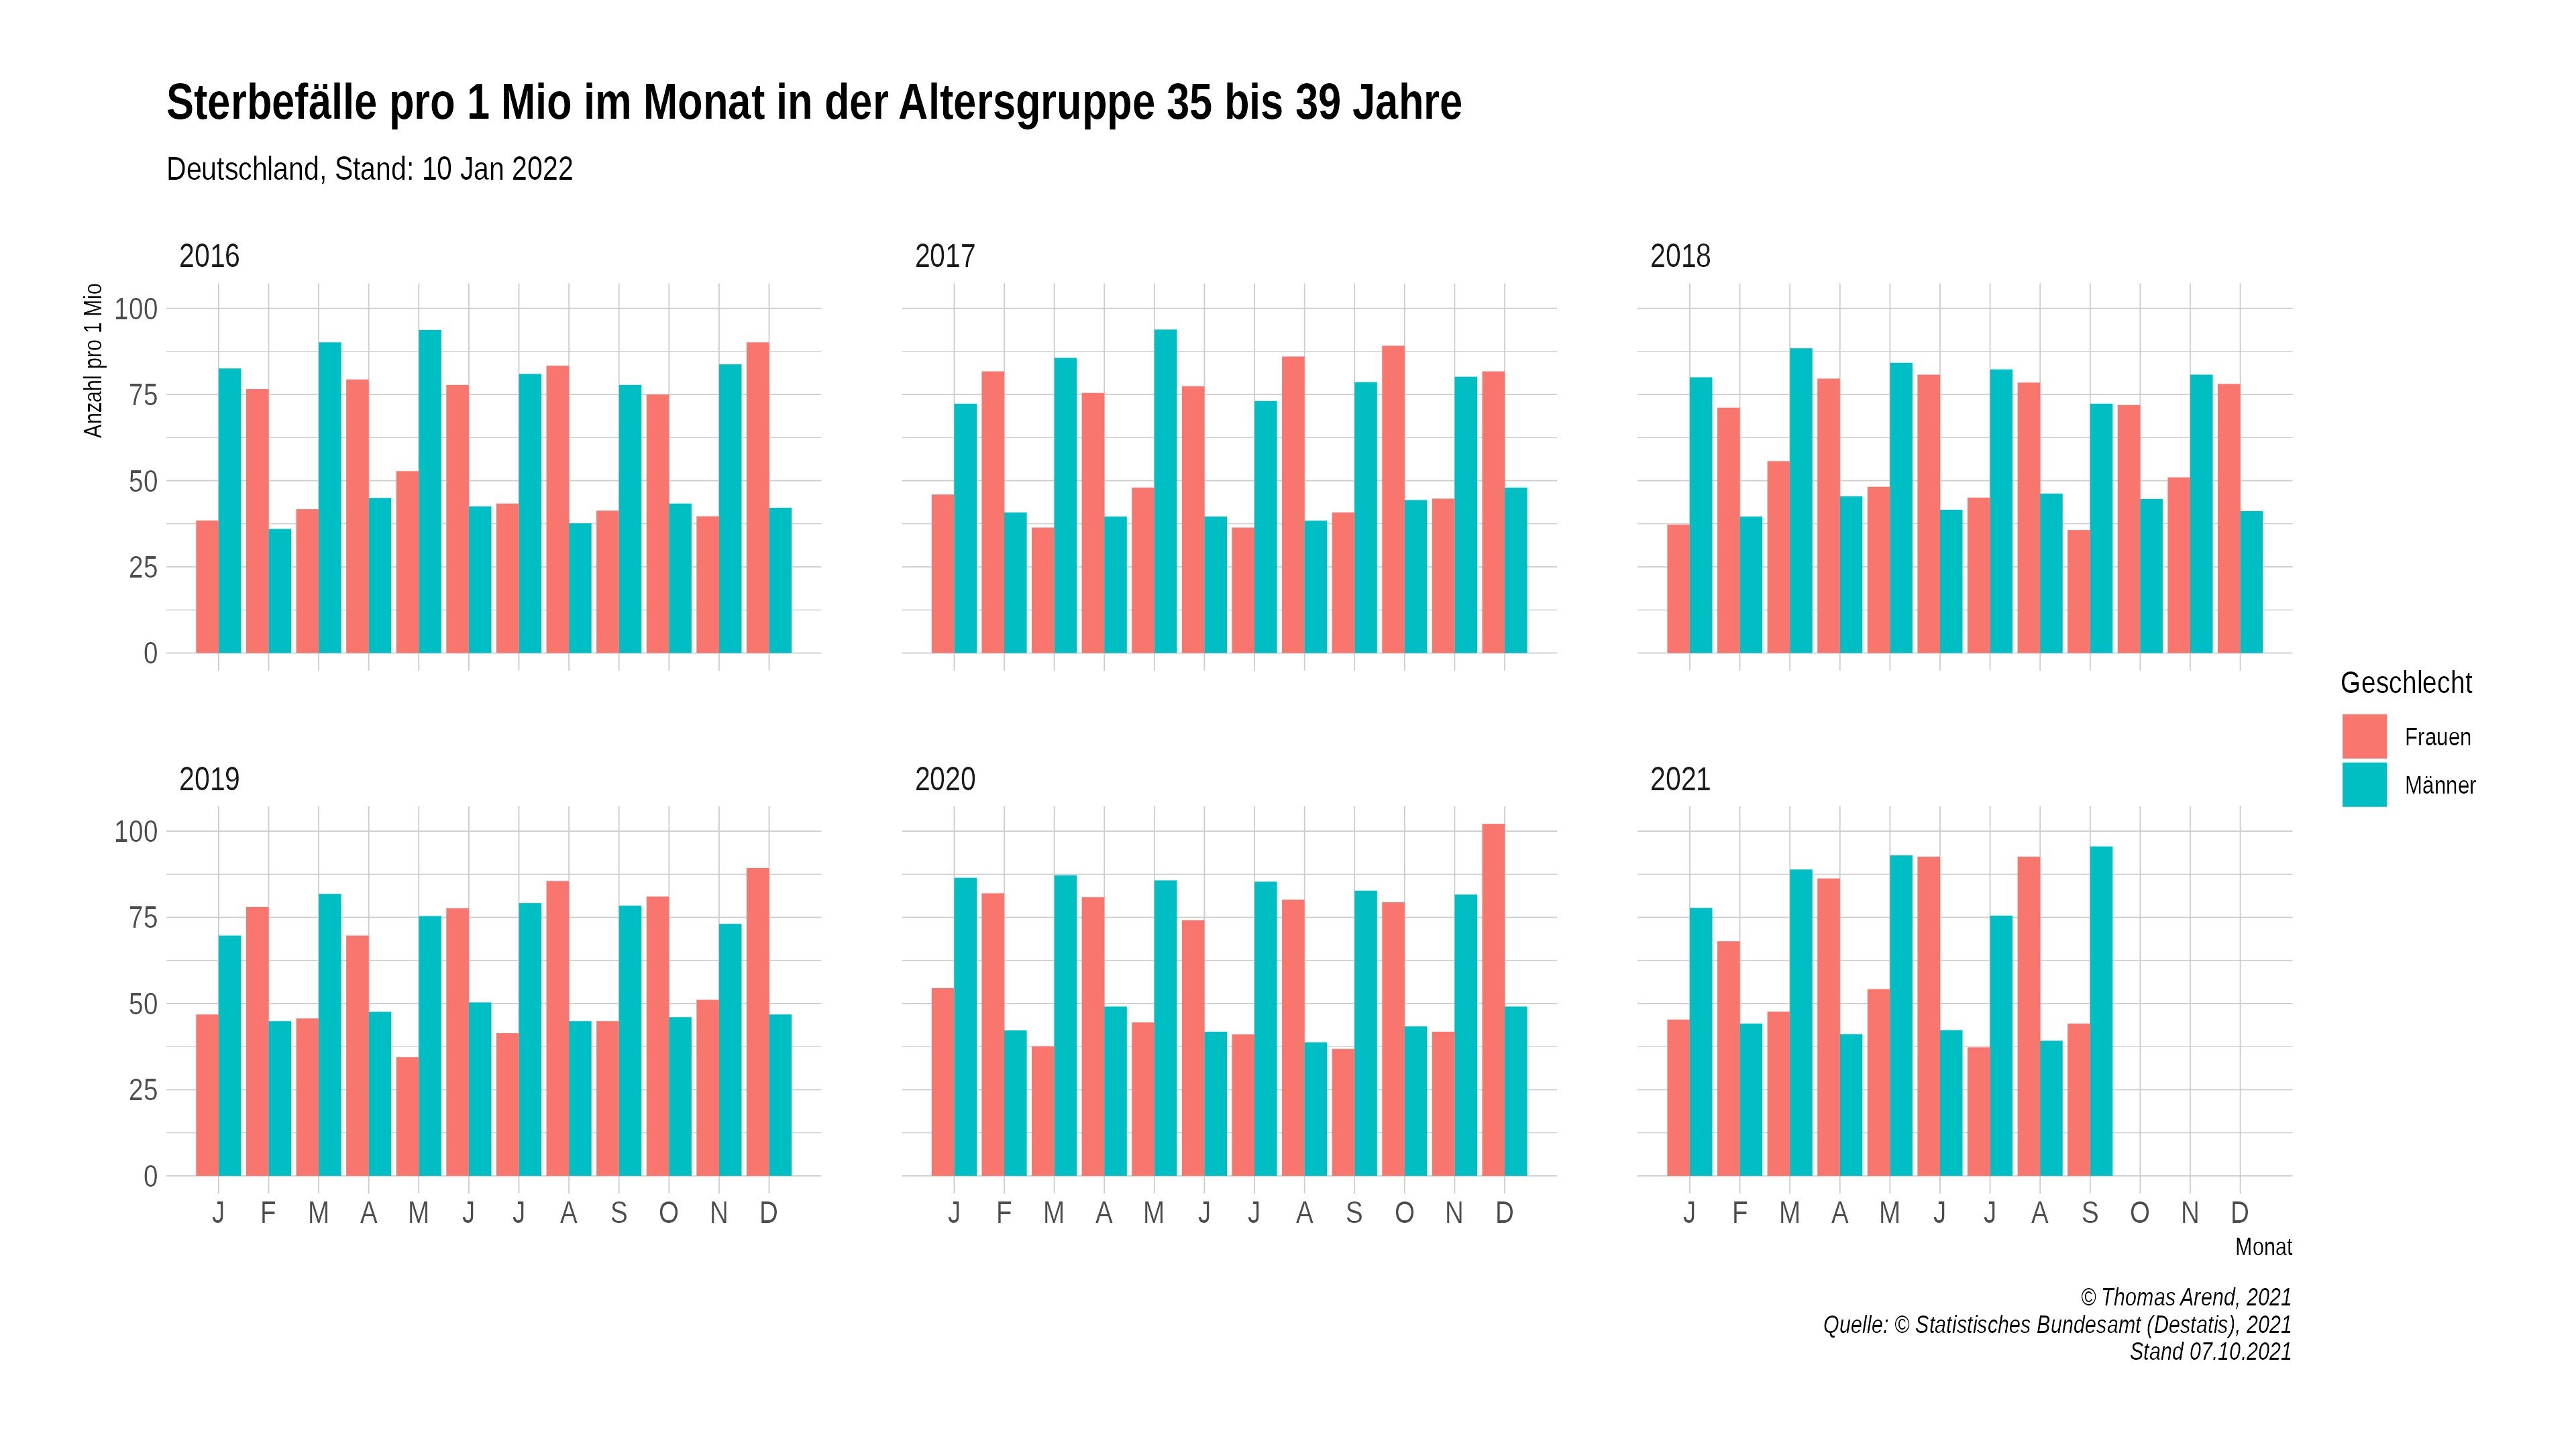 Sterbefälle pro 1 Mio im Monat in der Altersgruppe 35 bis 39 Jahre
Deutschland, Stand: 10 Jan 2022
2016
2017
2018
Anzahl pro 1 Mio
100
75
50
25
0
Geschlecht
Frauen
Männer
2019
2020
2021
100
75
50
25
0
J F M A M J J A S O N D
J F M A M J J A S O N D
J F M A M J J A S O N D
Monat
© Thomas Arend, 2021
Quelle: © Statistisches Bundesamt (Destatis), 2021
Stand 07.10.2021